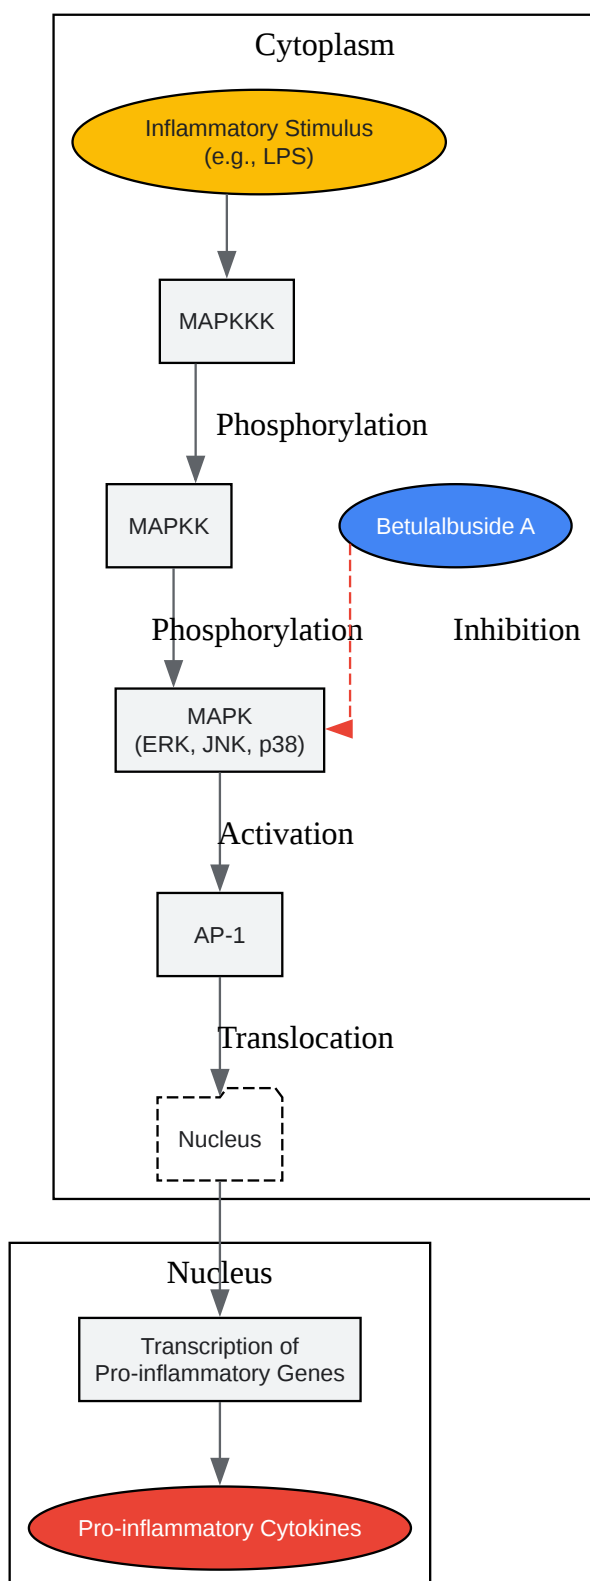 Cytoplasm
Inflammatory Stimulus
(e.g., LPS)
MAPKKK
Phosphorylation
MAPKK
Betulalbuside A
Phosphorylation
Inhibition
MAPK
(ERK, JNK, p38)
Activation
AP-1
Translocation
Nucleus
Nucleus
Transcription of
Pro-inflammatory Genes
Pro-inflammatory Cytokines